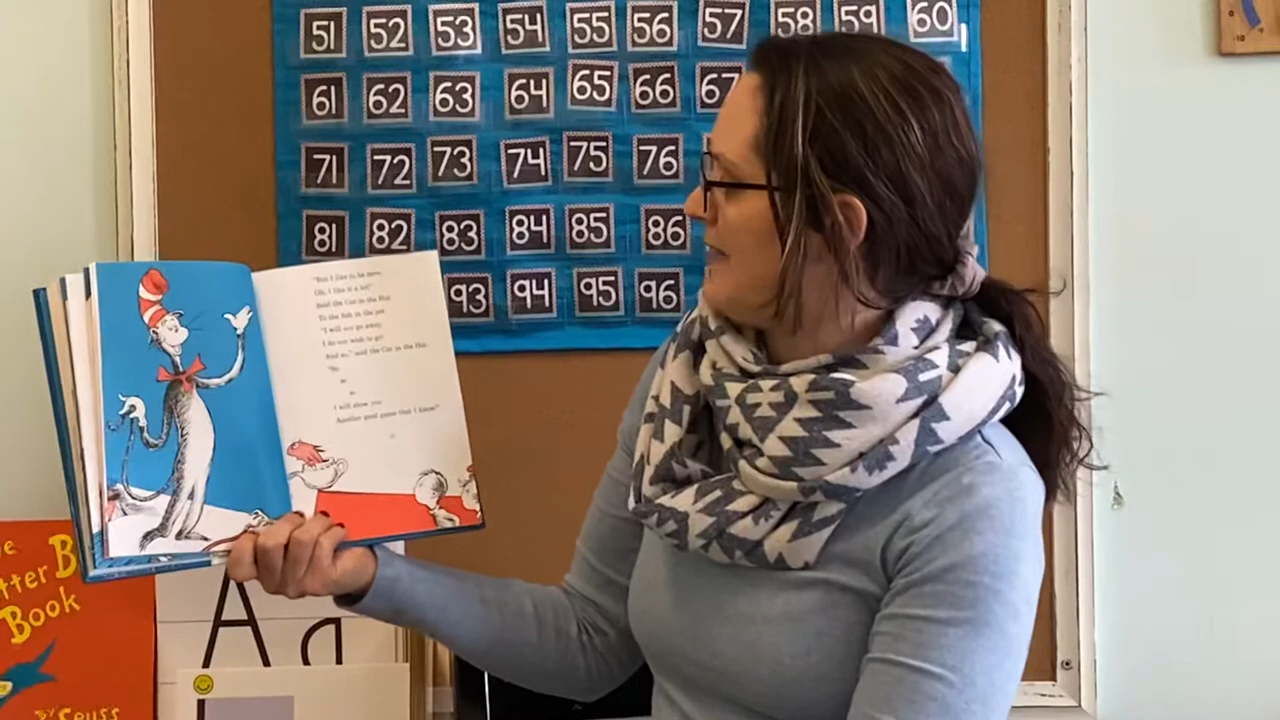 51 52 53 54 55 56 57 58 59 60
61 62 63 64 65 66 67
71 72 73 74 75 76
81 82 83 84 85 86
93 94 95 96
"But I like to be here.
Oh, I like it a lot!"
Said the Cat in the Hat
To the fish in the pot.
"I will not go away.
I do not wish to go!
And so," said the Cat in the Hat,
"So
so
so...
I will show you
Another good game that I know!"
B
Book
By
Seuss
A a
-10